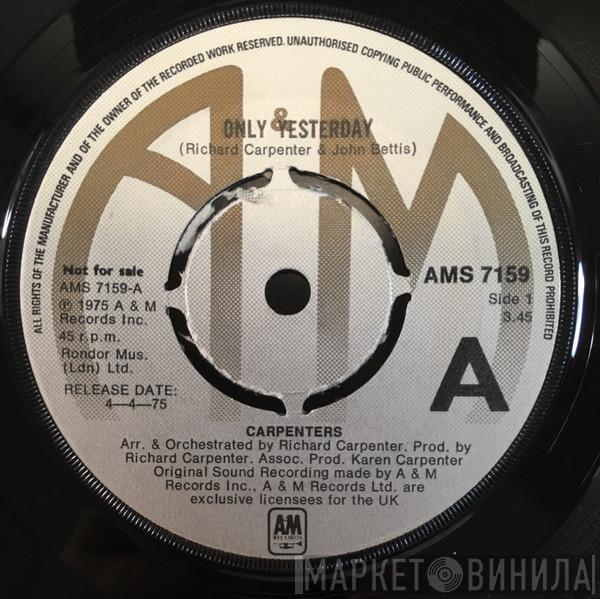 ALL RIGHTS OF THE MANUFACTURER AND OF THE OWNER OF THE RECORDED WORK RESERVED. UNAUTHORISED COPYING PUBLIC PERFORMANCE AND BROADCASTING OF THIS RECORD PROHIBITED
A&M
ONLY YESTERDAY
(Richard Carpenter & John Bettis)
Not for sale
AMS 7159-A
℗ 1975 A & M
Records Inc.
45 r.p.m.
Rondor Mus.
(Ldn) Ltd.
RELEASE DATE:
4—4—75
AMS 7159
Side 1
3.45
A
CARPENTERS
Arr. & Orchestrated by Richard Carpenter. Prod. by
Richard Carpenter. Assoc. Prod. Karen Carpenter
Original Sound Recording made by A & M
Records Inc., A & M Records Ltd. are
exclusive licensees for the UK
AM
RECORDS
МАРКЕТ ВИНИЛА